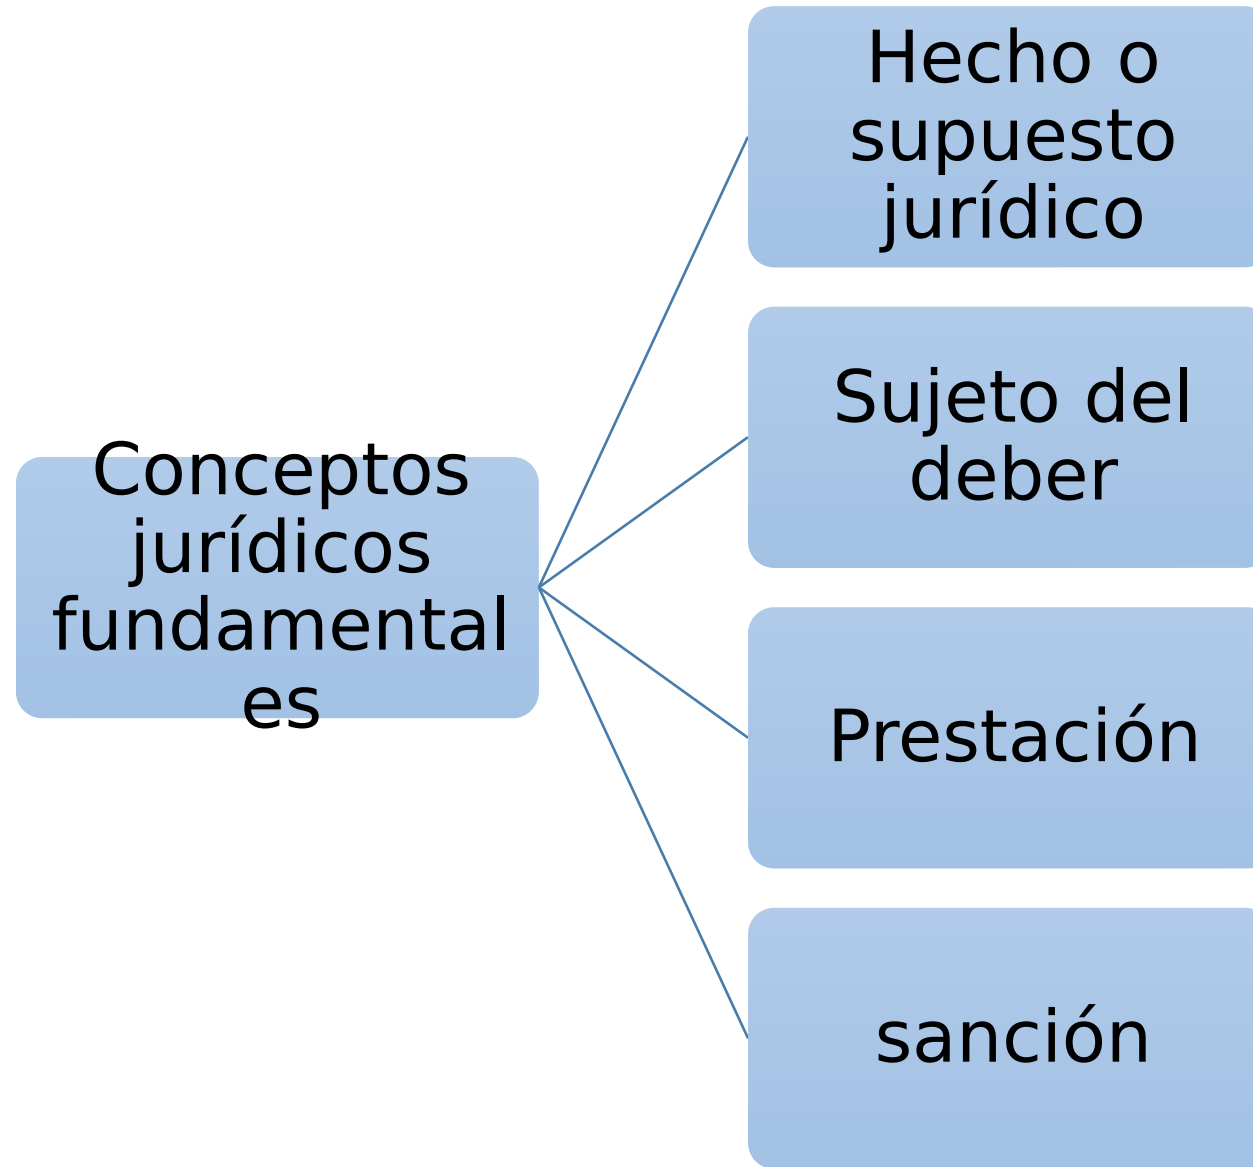 Hecho o
supuesto
jurídico
Sujeto del
deber
Conceptos
jurídicos
fundamental
es
Prestación
sanción